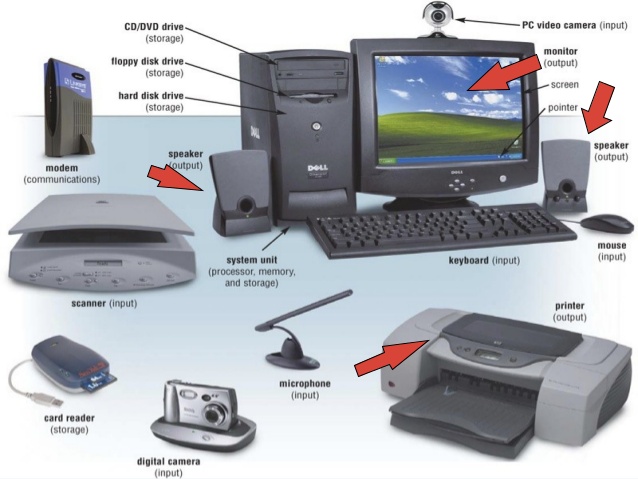 CD/DVD drive
(storage)
PC video camera (input)
floppy disk drive
(storage)
monitor
(output)
hard disk drive
(storage)
screen
pointer
DELL
DELL
DELL
modem
(communications)
speaker
(output)
speaker
(output)
system unit
(processor, memory,
and storage)
keyboard (input)
mouse
(input)
scanner (input)
printer
(output)
microphone
(input)
card reader
(storage)
digital camera
(input)